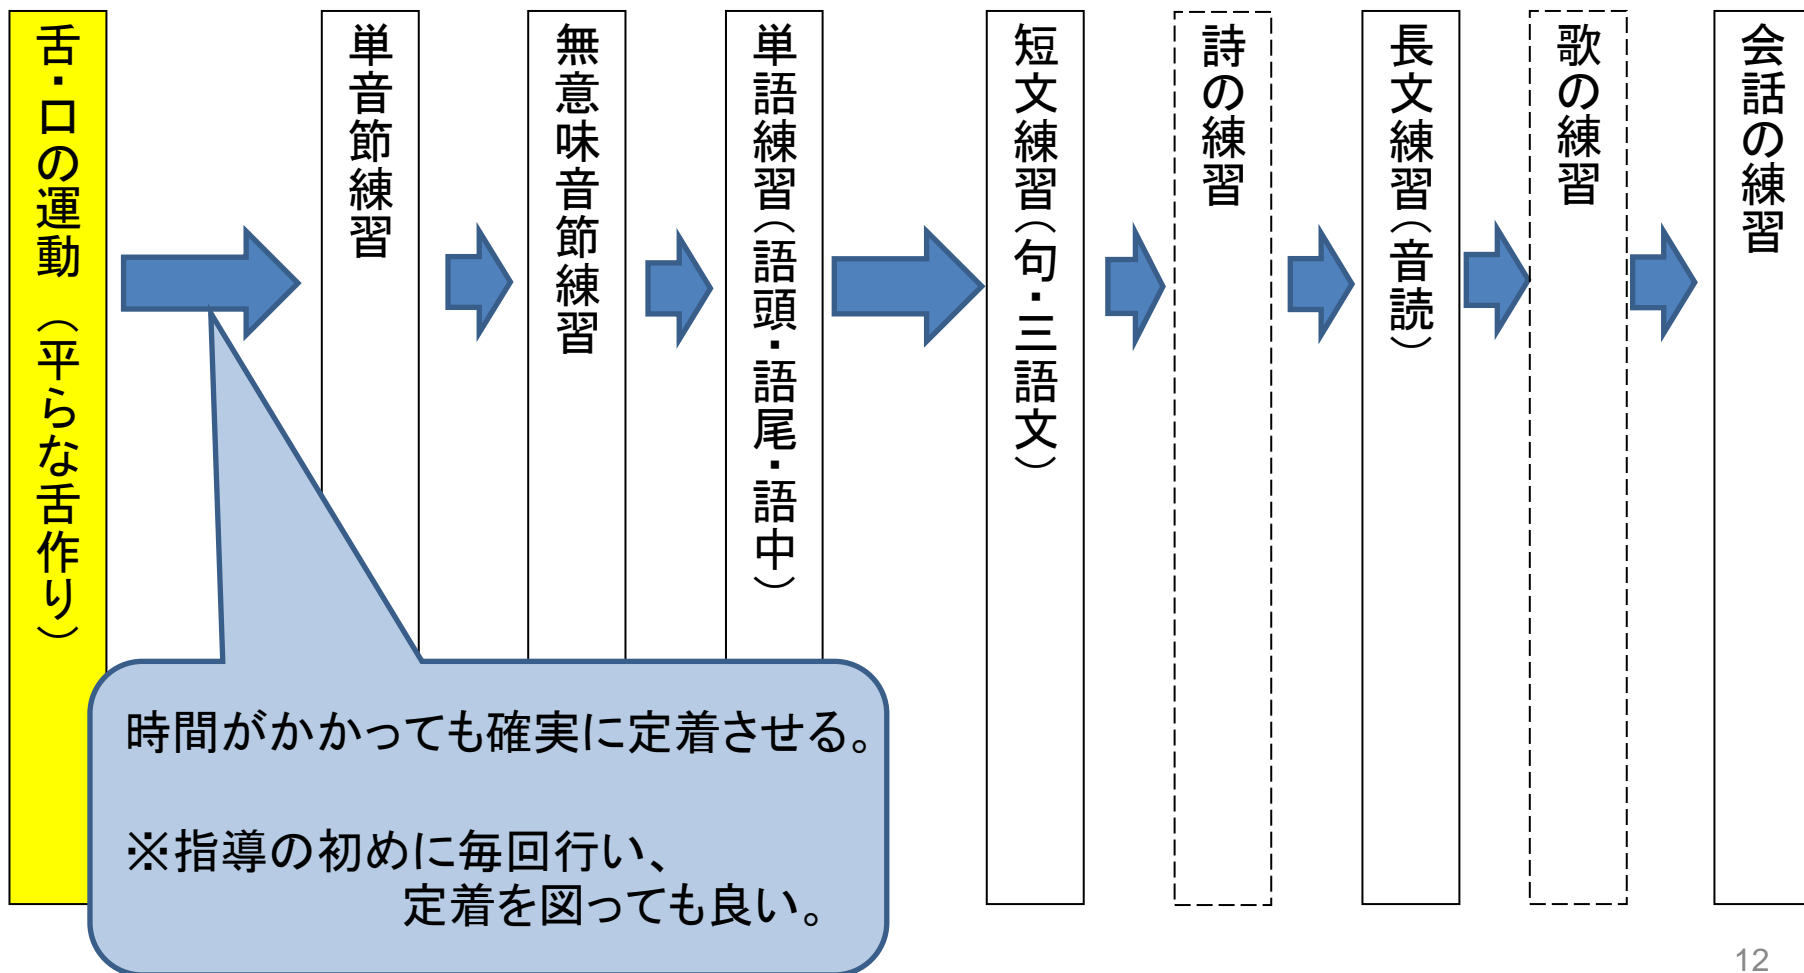 舌・口の運動　（平らな舌作り）
単音節練習
無意味音節練習
単語練習（語頭・語尾・語中）
短文練習（句・三語文）
詩の練習
長文練習（音読）
歌の練習
会話の練習
時間がかかっても確実に定着させる。
※指導の初めに毎回行い、
定着を図っても良い。
12